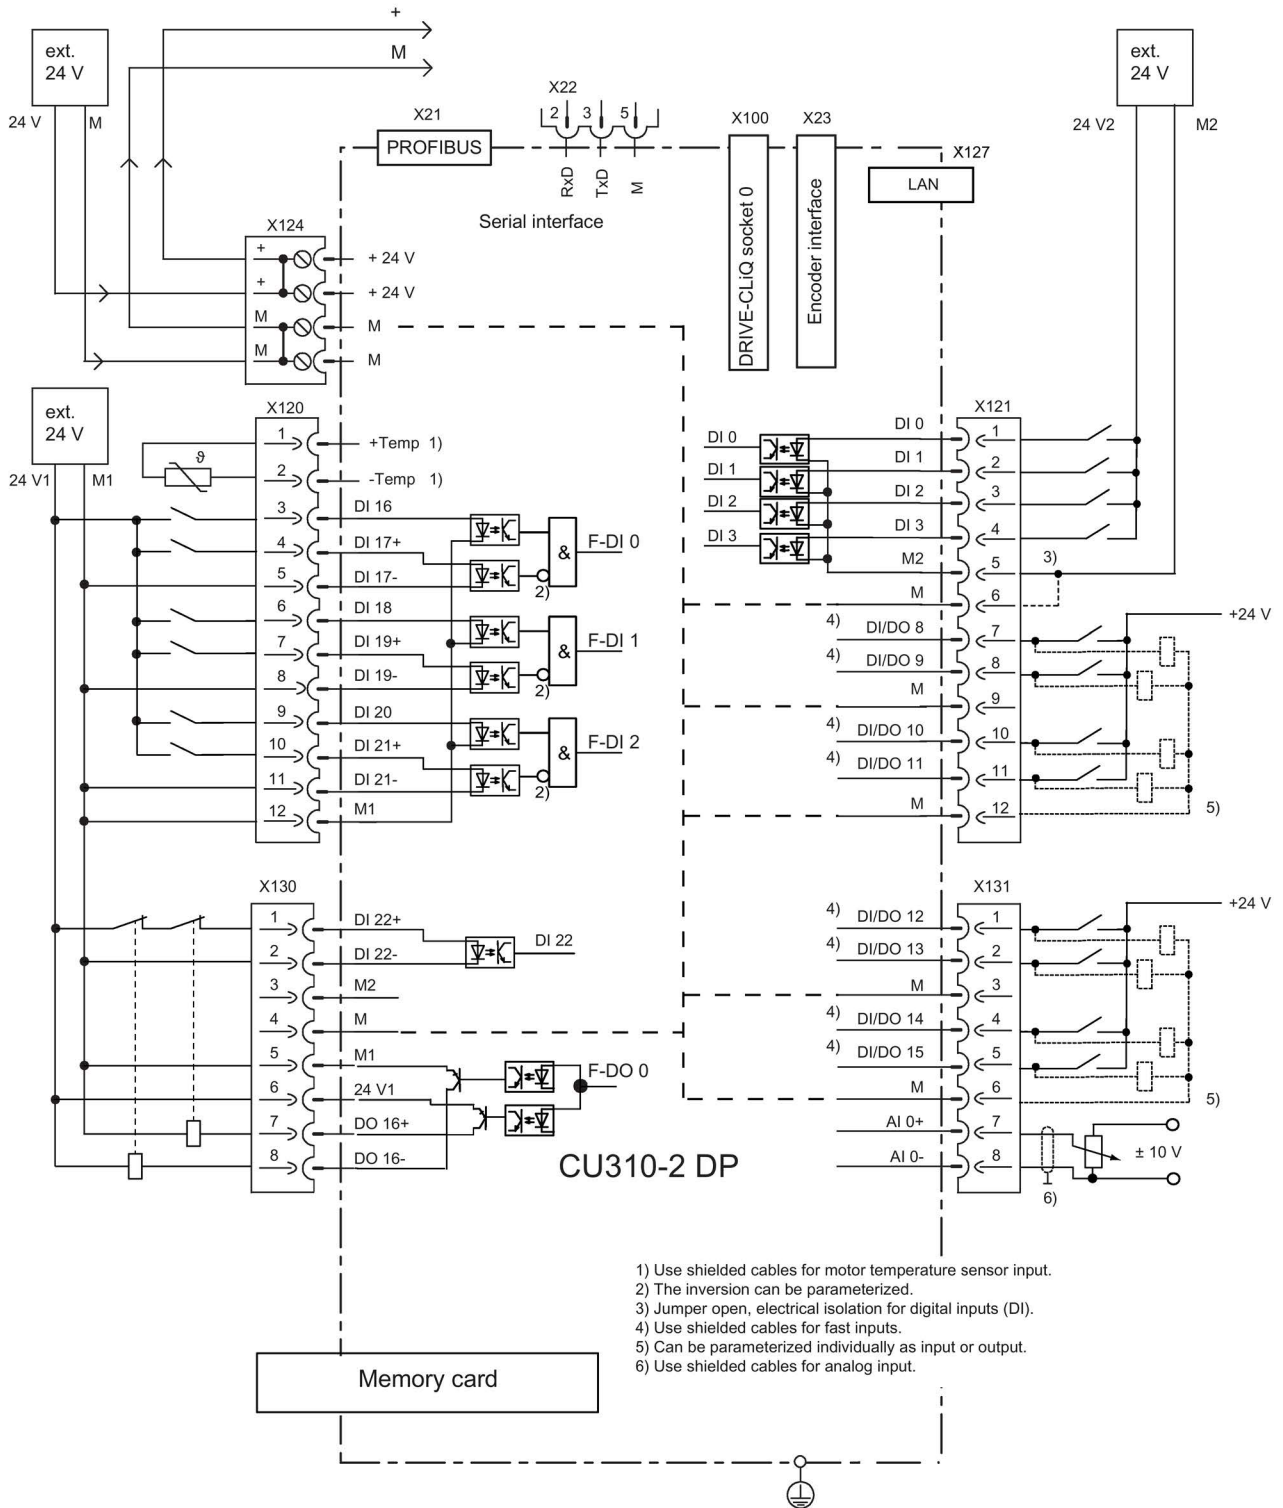 +
M
ext.
24 V
24 V
M
X21
PROFIBUS
X22
2 3 5
RxD
TxD
M
Serial interface
X100
DRIVE-CLiQ socket 0
X23
Encoder interface
X127
LAN
ext.
24 V
24 V2
M2
X124
+
+ 24 V
+
+ 24 V
M
M
M
M
ext.
24 V
24 V1
M1
X120
1 +Temp 1)
2 -Temp 1)
ϑ
3 DI 16
4 DI 17+
5 DI 17-
& F-DI 0
2)
6 DI 18
7 DI 19+
8 DI 19-
& F-DI 1
2)
9 DI 20
10 DI 21+
11 DI 21-
& F-DI 2
2)
12 M1
X121
DI 0 DI 0 1
DI 1 DI 1 2
DI 2 DI 2 3
DI 3 DI 3 4
M2 5
3)
M 6
+24 V
4) DI/DO 8 7
4) DI/DO 9 8
M 9
4) DI/DO 10 10
4) DI/DO 11 11
M 12
5)
X130
1 DI 22+
2 DI 22-
DI 22
3 M2
4 M
5 M1
6 24 V1
7 DO 16+
8 DO 16-
F-DO 0
X131
+24 V
4) DI/DO 12 1
4) DI/DO 13 2
M 3
4) DI/DO 14 4
4) DI/DO 15 5
M 6
5)
AI 0+ 7
AI 0- 8
± 10 V
6)
CU310-2 DP
1) Use shielded cables for motor temperature sensor input.
2) The inversion can be parameterized.
3) Jumper open, electrical isolation for digital inputs (DI).
4) Use shielded cables for fast inputs.
5) Can be parameterized individually as input or output.
6) Use shielded cables for analog input.
Memory card